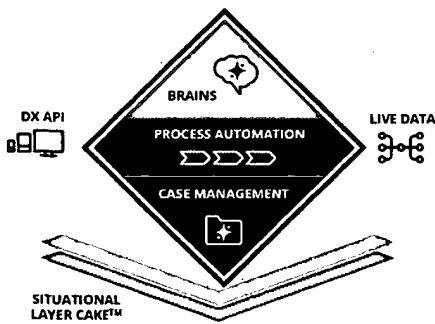 BRAINS
DX API
LIVE DATA
PROCESS AUTOMATION
CASE MANAGEMENT
SITUATIONAL
LAYER CAKE™